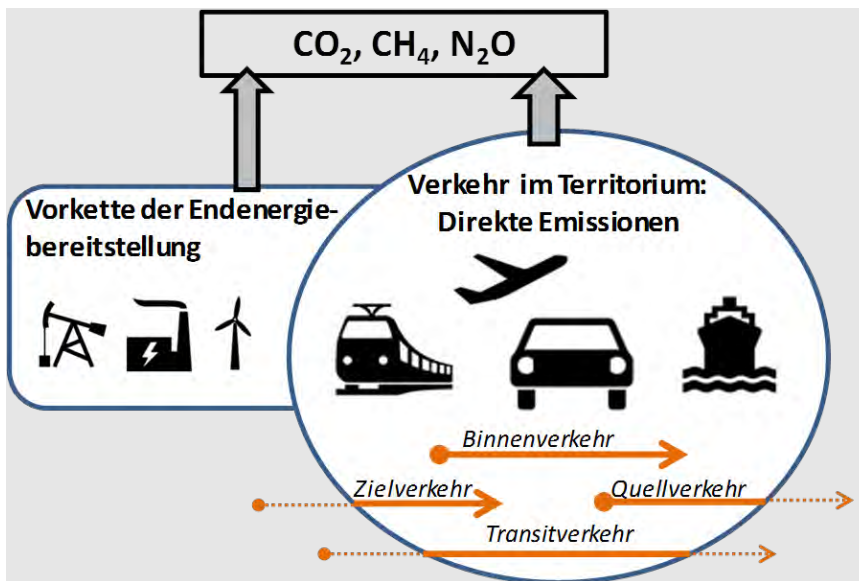 CO₂, CH₄, N₂O
Vorkette der Endenergie-
bereitstellung
Verkehr im Territorium:
Direkte Emissionen
Binnenverkehr
Zielverkehr
Quellverkehr
Transitverkehr